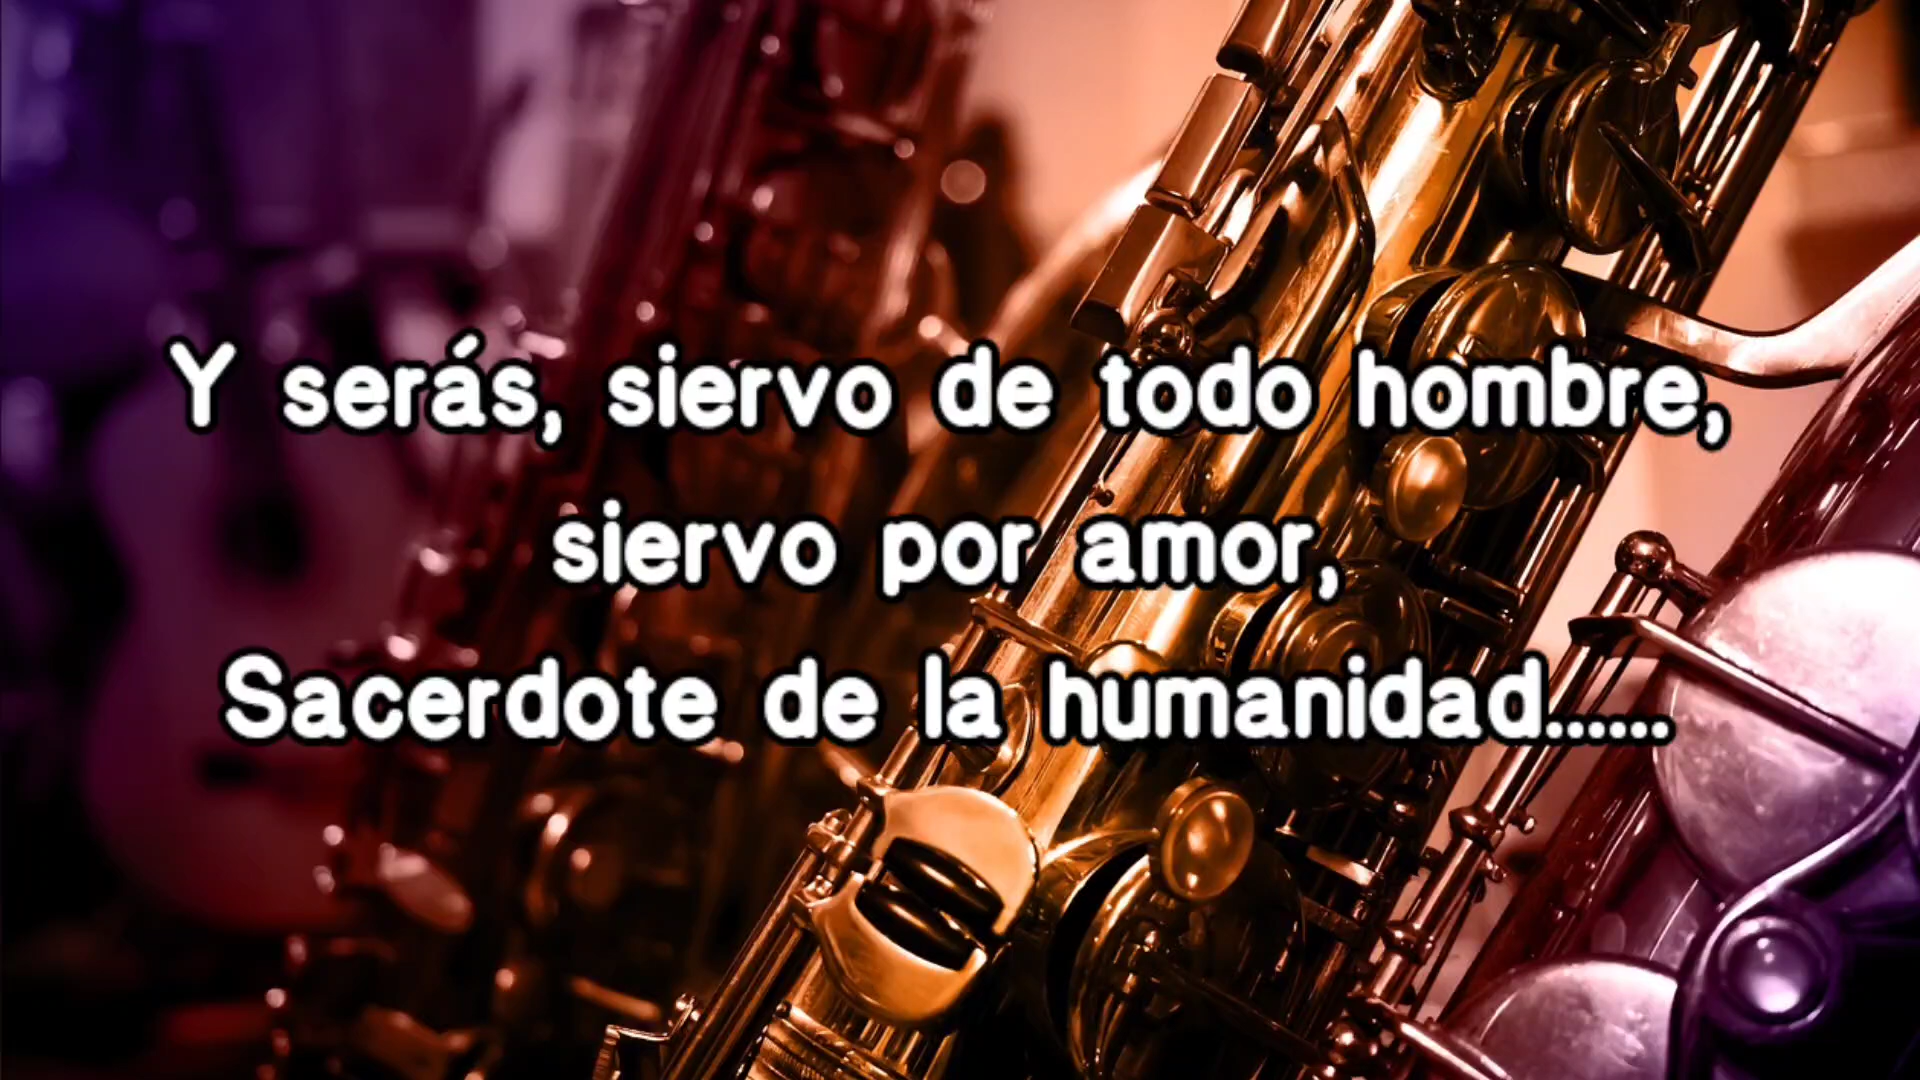 Y serás, siervo de todo hombre,
siervo por amor,
Sacerdote de la humanidad......